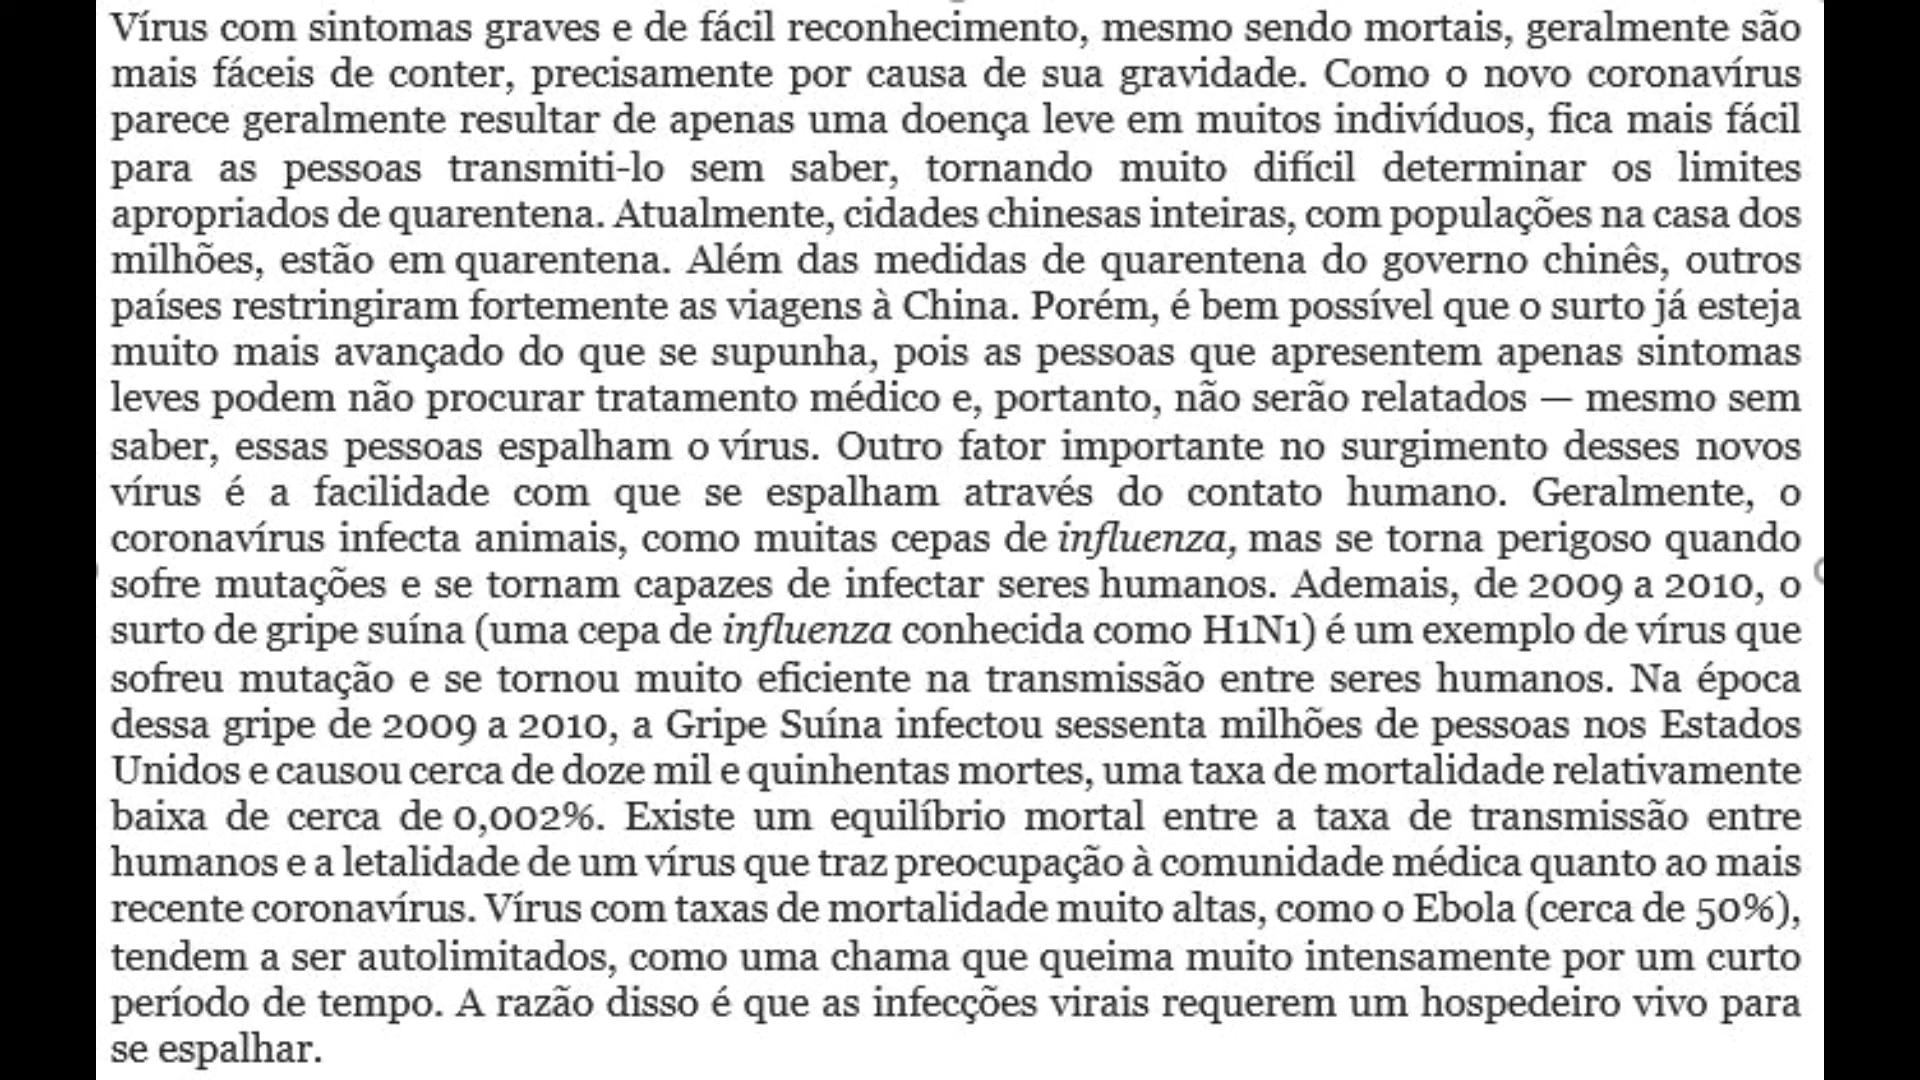 Vírus com sintomas graves e de fácil reconhecimento, mesmo sendo mortais, geralmente são
mais fáceis de conter, precisamente por causa de sua gravidade. Como o novo coronavírus
parece geralmente resultar de apenas uma doença leve em muitos indivíduos, fica mais fácil
para as pessoas transmiti-lo sem saber, tornando muito difícil determinar os limites
apropriados de quarentena. Atualmente, cidades chinesas inteiras, com populações na casa dos
milhões, estão em quarentena. Além das medidas de quarentena do governo chinês, outros
países restringiram fortemente as viagens à China. Porém, é bem possível que o surto já esteja
muito mais avançado do que se supunha, pois as pessoas que apresentem apenas sintomas
leves podem não procurar tratamento médico e, portanto, não serão relatados — mesmo sem
saber, essas pessoas espalham o vírus. Outro fator importante no surgimento desses novos
vírus é a facilidade com que se espalham através do contato humano. Geralmente, o
coronavírus infecta animais, como muitas cepas de influenza, mas se torna perigoso quando
sofre mutações e se tornam capazes de infectar seres humanos. Ademais, de 2009 a 2010, o
surto de gripe suína (uma cepa de influenza conhecida como H1N1) é um exemplo de vírus que
sofreu mutação e se tornou muito eficiente na transmissão entre seres humanos. Na época
dessa gripe de 2009 a 2010, a Gripe Suína infectou sessenta milhões de pessoas nos Estados
Unidos e causou cerca de doze mil e quinhentas mortes, uma taxa de mortalidade relativamente
baixa de cerca de 0,002%. Existe um equilíbrio mortal entre a taxa de transmissão entre
humanos e a letalidade de um vírus que traz preocupação à comunidade médica quanto ao mais
recente coronavírus. Vírus com taxas de mortalidade muito altas, como o Ebola (cerca de 50%),
tendem a ser autolimitados, como uma chama que queima muito intensamente por um curto
período de tempo. A razão disso é que as infecções virais requerem um hospedeiro vivo para
se espalhar.